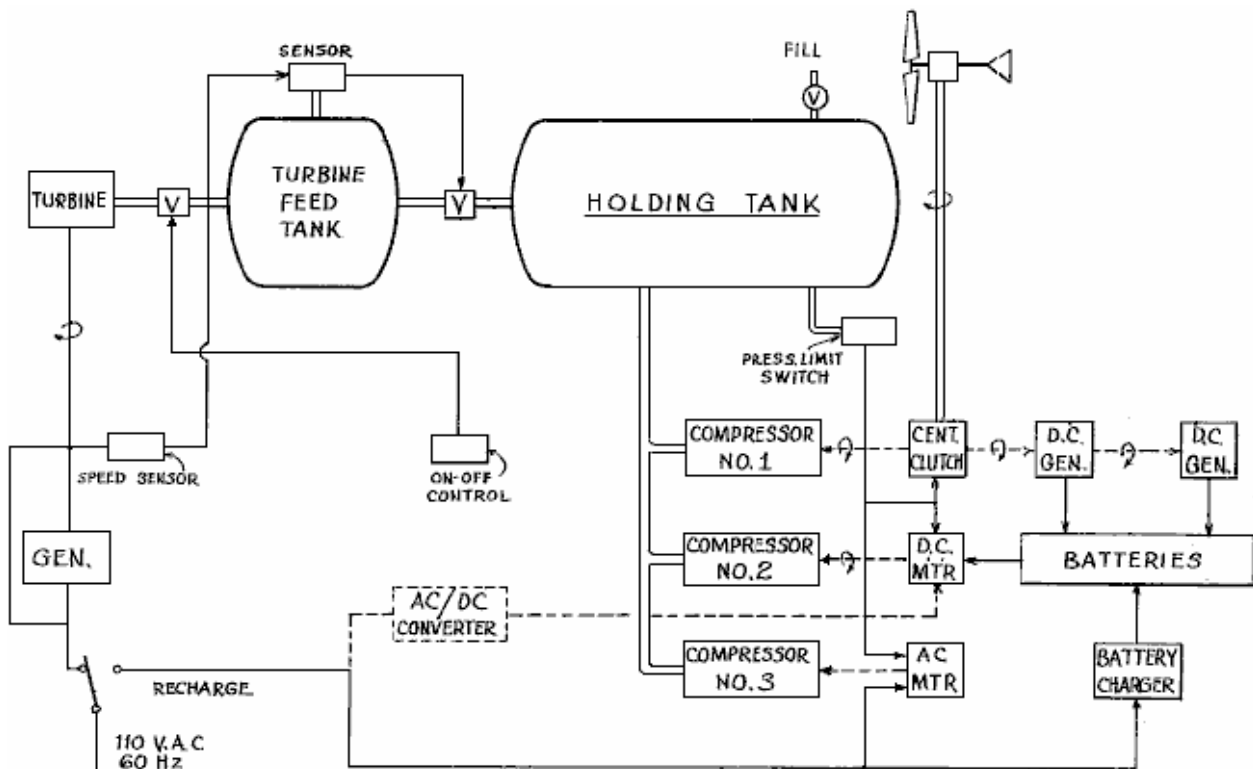 SENSOR
FILL
V
TURBINE
V
TURBINE
FEED
TANK
V
HOLDING TANK
PRESS. LIMIT
SWITCH
COMPRESSOR
NO.1
CENT.
CLUTCH
D.C.
GEN.
D.C.
GEN.
SPEED SENSOR
ON-OFF
CONTROL
GEN.
COMPRESSOR
NO.2
D.C.
MTR
BATTERIES
AC/DC
CONVERTER
COMPRESSOR
NO.3
AC
MTR
BATTERY
CHARGER
RECHARGE
110 V.A.C.
60 Hz